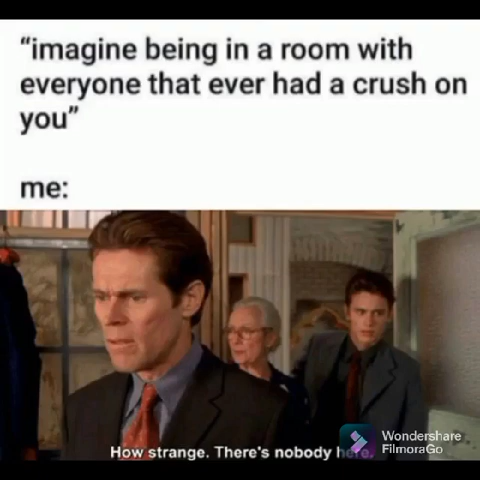 “imagine being in a room with
everyone that ever had a crush on
you”
me:
How strange. There's nobody here.
Wondershare
FilmoraGo